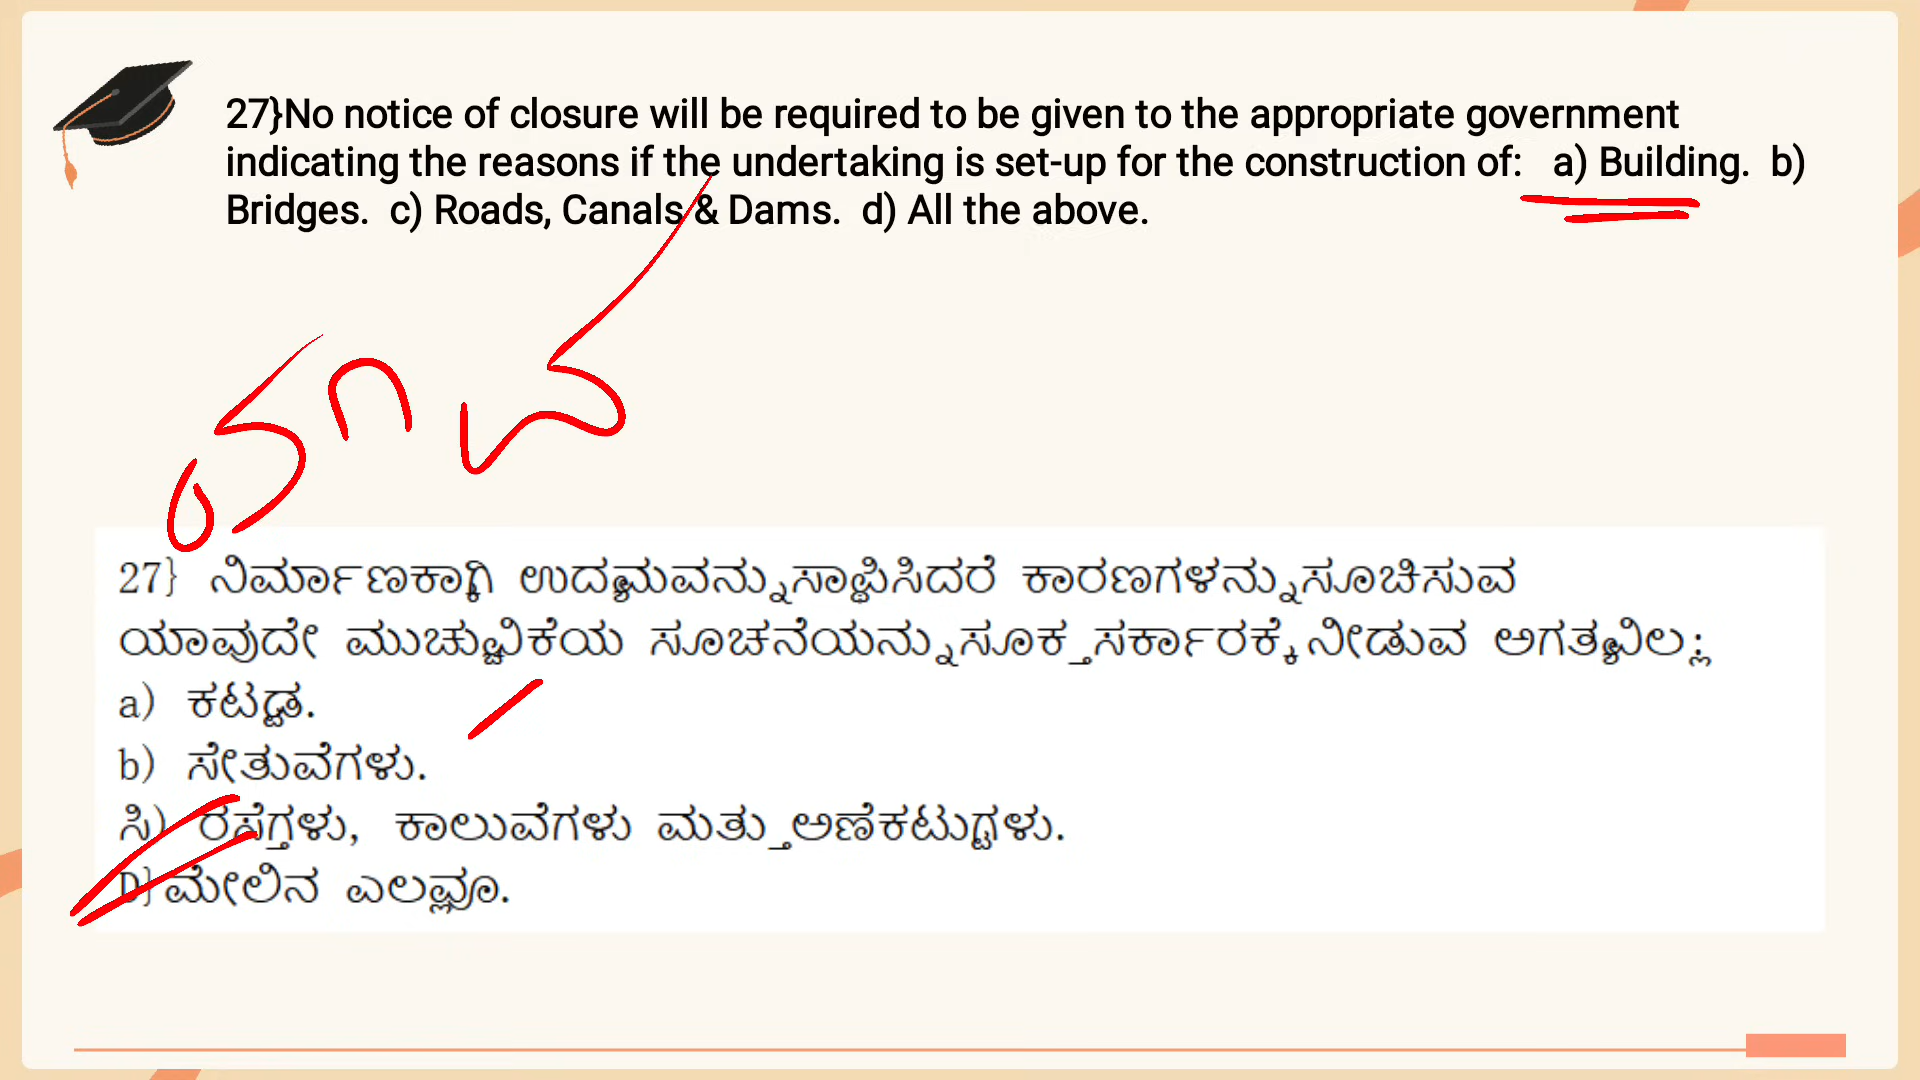 27}No notice of closure will be required to be given to the appropriate government
indicating the reasons if the undertaking is set-up for the construction of: a) Building. b)
Bridges. c) Roads, Canals & Dams. d) All the above.
27} ನಿರ್ಮಾಣಕ್ಕಾಗಿ ಉದ್ಯಮವನ್ನು ಸ್ಥಾಪಿಸಿದರೆ ಕಾರಣಗಳನ್ನು ಸೂಚಿಸುವ
ಯಾವುದೇ ಮುಚ್ಚುವಿಕೆಯ ಸೂಚನೆಯನ್ನು ಸೂಕ್ತ ಸರ್ಕಾರಕ್ಕೆ ನೀಡುವ ಅಗತ್ಯವಿಲ್ಲ:
a) ಕಟ್ಟಡ.
b) ಸೇತುವೆಗಳು.
ಸಿ) ರಸ್ತೆಗಳು, ಕಾಲುವೆಗಳು ಮತ್ತು ಅಣೆಕಟ್ಟುಗಳು.
D} ಮೇಲಿನ ಎಲ್ಲವೂ.